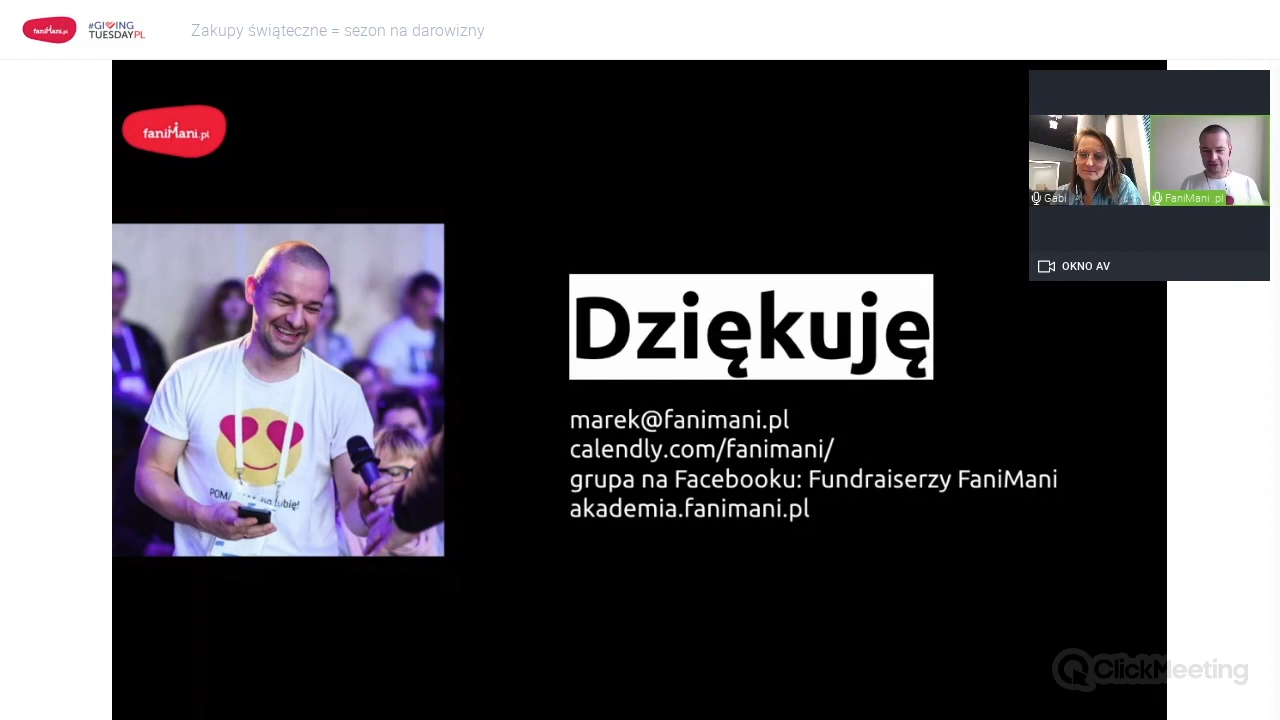 faniMani.pl
#GIVING
TUESDAYPL
Zakupy świąteczne = sezon na darowizny
faniMani.pl
Gabi
FaniMani .pl
OKNO AV
Dziękuję
marek@fanimani.pl
calendly.com/fanimani/
grupa na Facebooku: Fundraiserzy FaniMani
akademia.fanimani.pl
ClickMeeting